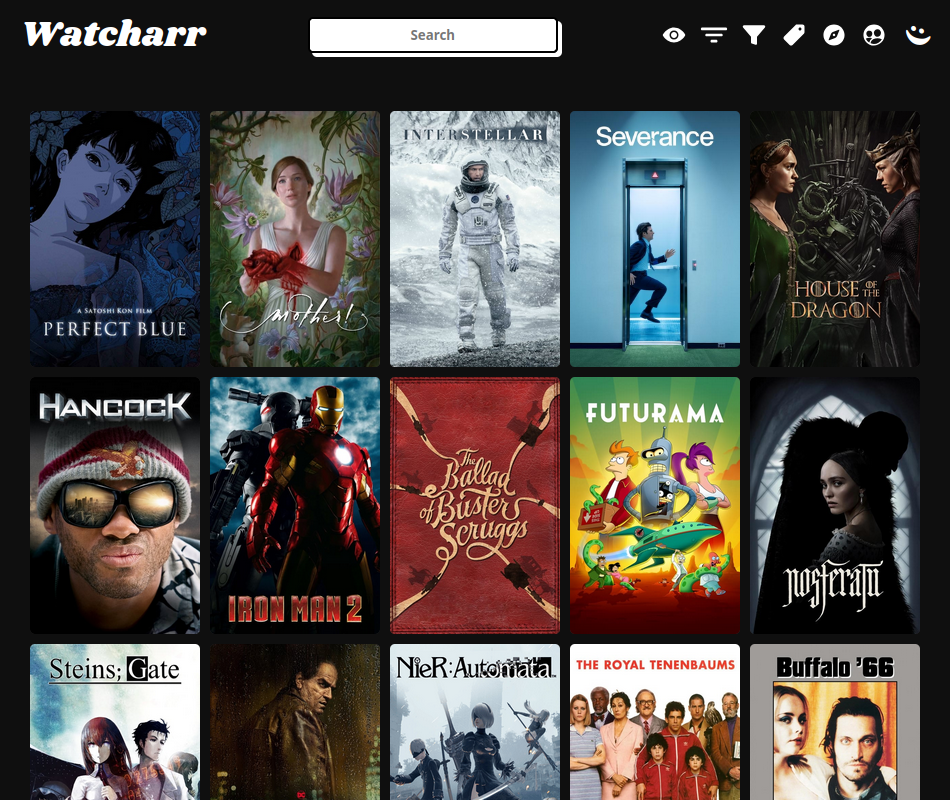 Watcharr
Search
A SATOSHI KON FILM
PERFECT BLUE
mother!
INTERSTELLAR
Severance
HOUSE OF THE
DRAGON
HANCOCK
IRON MAN 2
The
Ballad
of Buster
Scruggs
FUTURAMA
nosferatu
Steins;Gate
DC
NieR:Automata
THE ROYAL TENENBAUMS
Buffalo '66